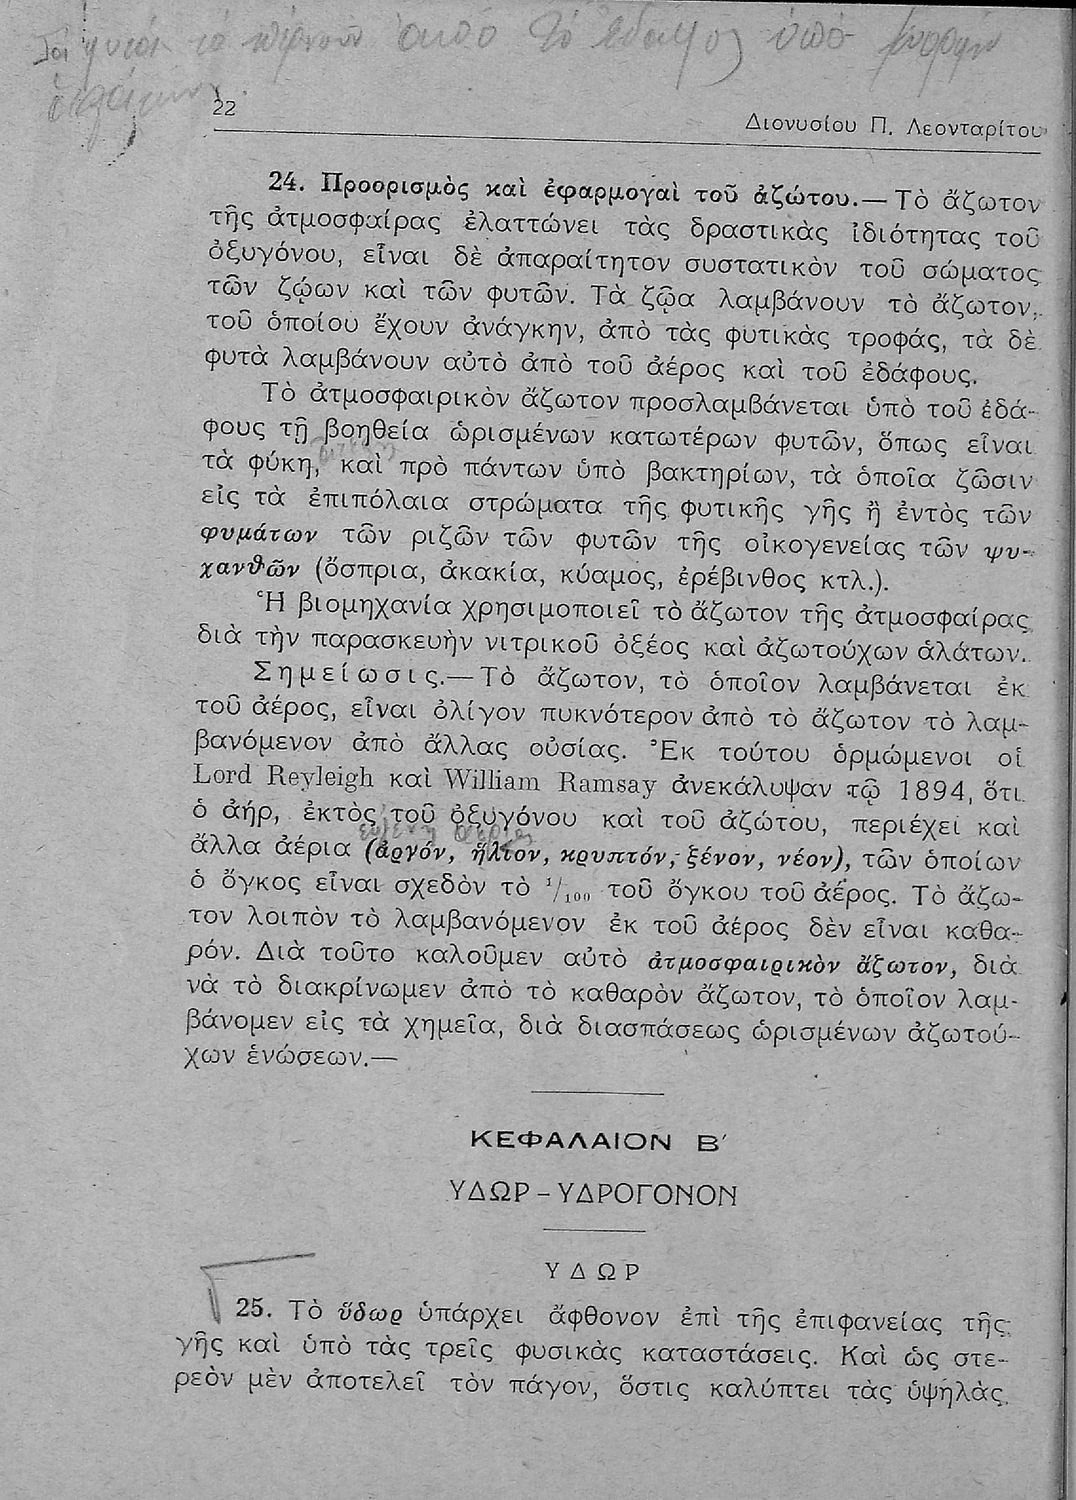 Τὰ φυτὰ τὸ παίρνουν ἀπὸ τὸ ἔδαφος ὑπὸ μορφὴν
22
Διονυσίου Π. Λεονταρίτου
24. Προορισμὸς καὶ ἐφαρμογαὶ τοῦ ἀζώτου.— Τὸ ἄζωτον
τῆς ἀτμοσφαίρας ἐλαττώνει τὰς δραστικὰς ἰδιότητας τοῦ
ὀξυγόνου, εἶναι δὲ ἀπαραίτητον συστατικὸν τοῦ σώματος
τῶν ζῴων καὶ τῶν φυτῶν. Τὰ ζῷα λαμβάνουν τὸ ἄζωτον,
τοῦ ὁποίου ἔχουν ἀνάγκην, ἀπὸ τὰς φυτικὰς τροφάς, τὰ δὲ
φυτὰ λαμβάνουν αὐτὸ ἀπὸ τοῦ ἀέρος καὶ τοῦ ἐδάφους.
Τὸ ἀτμοσφαιρικὸν ἄζωτον προσλαμβάνεται ὑπὸ τοῦ ἐδά-
φους τῇ βοηθείᾳ ὡρισμένων κατωτέρων φυτῶν, ὅπως εἶναι
τὰ φύκη, καὶ πρὸ πάντων ὑπὸ βακτηρίων, τὰ ὁποῖα ζῶσιν
εἰς τὰ ἐπιπόλαια στρώματα τῆς φυτικῆς γῆς ἢ ἐντὸς τῶν
φυμάτων τῶν ριζῶν τῶν φυτῶν τῆς οἰκογενείας τῶν ψυ-
χανθῶν (ὄσπρια, ἀκακία, κύαμος, ἐρέβινθος κτλ.).
Ἡ βιομηχανία χρησιμοποιεῖ τὸ ἄζωτον τῆς ἀτμοσφαίρας
διὰ τὴν παρασκευὴν νιτρικοῦ ὀξέος καὶ ἀζωτούχων ἁλάτων.
Σημείωσις.— Τὸ ἄζωτον, τὸ ὁποῖον λαμβάνεται ἐκ
τοῦ ἀέρος, εἶναι ὀλίγον πυκνότερον ἀπὸ τὸ ἄζωτον τὸ λαμ-
βανόμενον ἀπὸ ἄλλας οὐσίας. Ἐκ τούτου ὁρμώμενοι οἱ
Lord Reyleigh καὶ William Ramsay ἀνεκάλυψαν τῷ 1894, ὅτι
ὁ ἀήρ, ἐκτὸς τοῦ ὀξυγόνου καὶ τοῦ ἀζώτου, περιέχει καὶ
εὐγενῆ ἀέρια
ἄλλα ἀέρια (ἀργόν, ἥλιον, κρυπτόν, ξένον, νέον), τῶν ὁποίων
ὁ ὄγκος εἶναι σχεδὸν τὸ 1/100 τοῦ ὄγκου τοῦ ἀέρος. Τὸ ἄζω-
τον λοιπὸν τὸ λαμβανόμενον ἐκ τοῦ ἀέρος δὲν εἶναι καθα-
ρόν. Διὰ τοῦτο καλοῦμεν αὐτὸ ἀτμοσφαιρικὸν ἄζωτον, διὰ
νὰ τὸ διακρίνωμεν ἀπὸ τὸ καθαρὸν ἄζωτον, τὸ ὁποῖον λαμ-
βάνομεν εἰς τὰ χημεῖα, διὰ διασπάσεως ὡρισμένων ἀζωτού-
χων ἑνώσεων.—
ΚΕΦΑΛΑΙΟΝ Β′
ΥΔΩΡ – ΥΔΡΟΓΟΝΟΝ
ΥΔΩΡ
25. Τὸ ὕδωρ ὑπάρχει ἄφθονον ἐπὶ τῆς ἐπιφανείας τῆς
γῆς καὶ ὑπὸ τὰς τρεῖς φυσικὰς καταστάσεις. Καὶ ὡς στε-
ρεὸν μὲν ἀποτελεῖ τὸν πάγον, ὅστις καλύπτει τὰς ὑψηλὰς